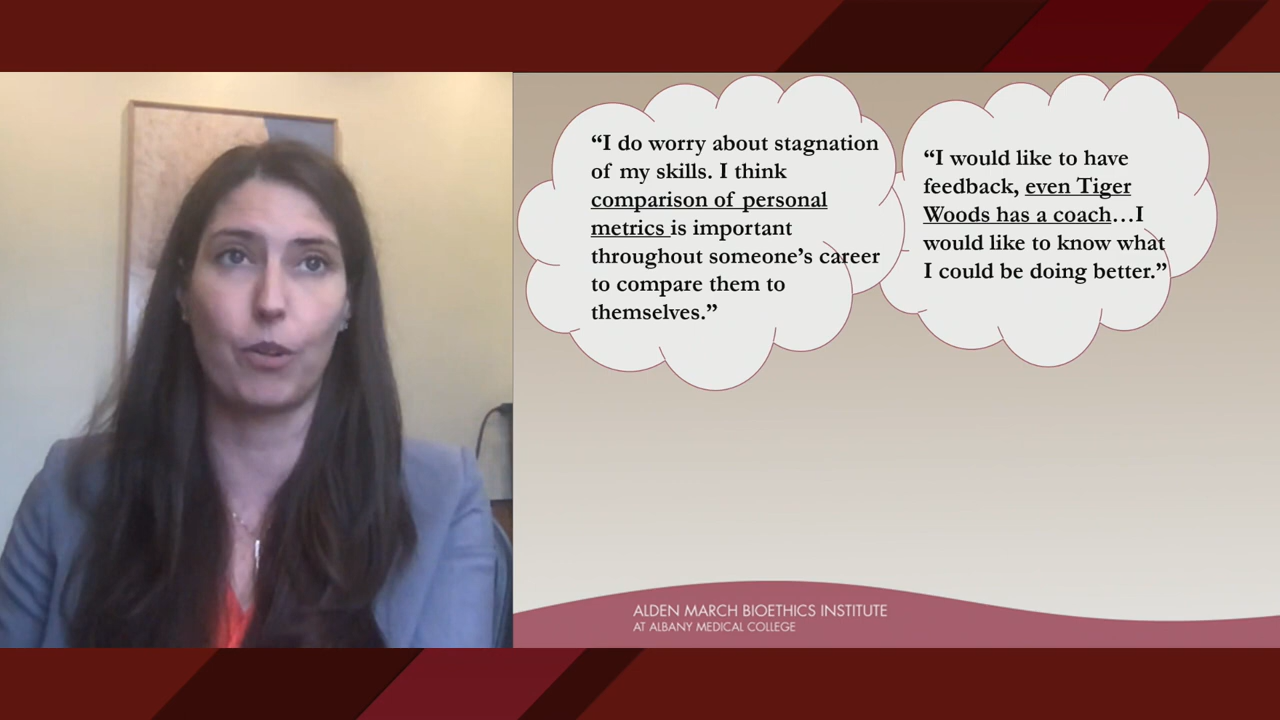 “I do worry about stagnation
of my skills. I think
comparison of personal
metrics is important
throughout someone’s career
to compare them to
themselves.”
“I would like to have
feedback, even Tiger
Woods has a coach…I
would like to know what
I could be doing better.”
ALDEN MARCH BIOETHICS INSTITUTE
AT ALBANY MEDICAL COLLEGE